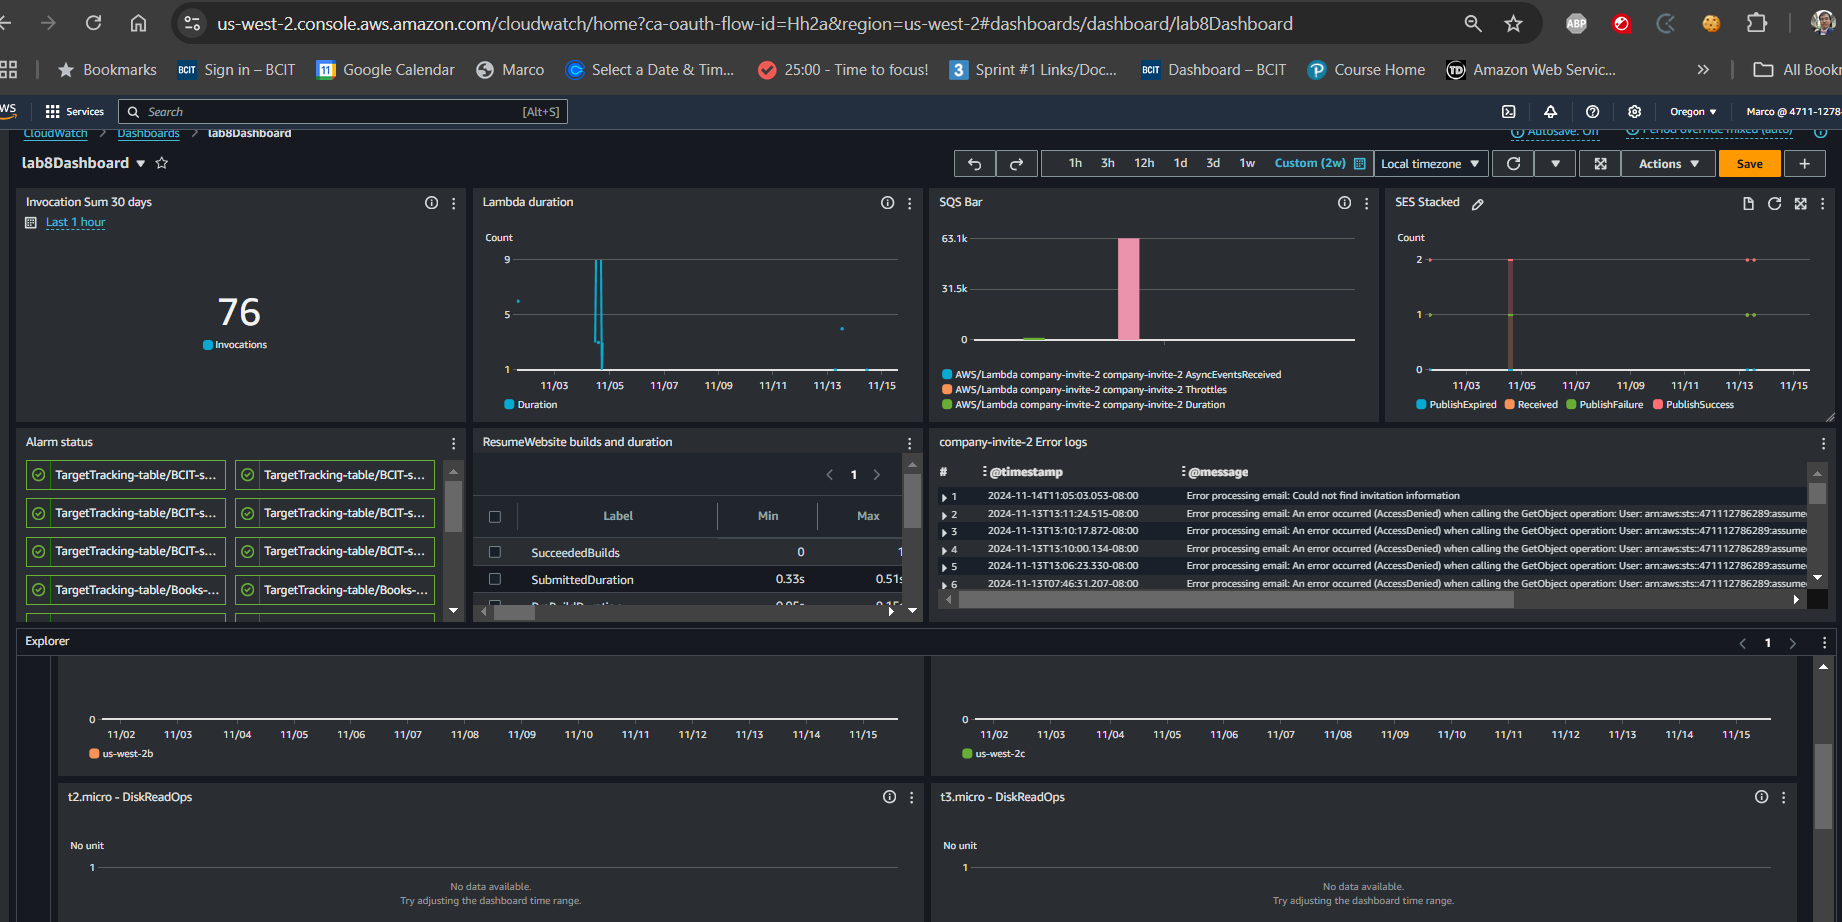 us-west-2.console.aws.amazon.com/cloudwatch/home?ca-oauth-flow-id=Hh2a&region=us-west-2#dashboards/dashboard/lab8Dashboard
ABP
Bookmarks
BCIT Sign in – BCIT
11 Google Calendar
Marco
Select a Date & Tim...
25:00 - Time to focus!
3 Sprint #1 Links/Doc...
BCIT Dashboard – BCIT
Course Home
TD Amazon Web Servic...
All Bookr
Services
Search [Alt+S]
Oregon
Marco @ 4711-1278-
CloudWatch
Dashboards
lab8Dashboard
Autosave: On
Period override mixed (auto)
lab8Dashboard
1h 3h 12h 1d 3d 1w Custom (2w)
Local timezone
Actions
Save
Invocation Sum 30 days
Last 1 hour
76
Invocations
Lambda duration
Count
9
5
1
11/03 11/05 11/07 11/09 11/11 11/13 11/15
Duration
SQS Bar
63.1k
31.5k
0
AWS/Lambda company-invite-2 company-invite-2 AsyncEventsReceived
AWS/Lambda company-invite-2 company-invite-2 Throttles
AWS/Lambda company-invite-2 company-invite-2 Duration
SES Stacked
Count
2
1
0
11/03 11/05 11/07 11/09 11/11 11/13 11/15
PublishExpired Received PublishFailure PublishSuccess
Alarm status
TargetTracking-table/BCIT-s... TargetTracking-table/BCIT-s...
TargetTracking-table/BCIT-s... TargetTracking-table/BCIT-s...
TargetTracking-table/BCIT-s... TargetTracking-table/BCIT-s...
TargetTracking-table/Books-... TargetTracking-table/Books-...
ResumeWebsite builds and duration
1
Label Min Max
SucceededBuilds 0 1
SubmittedDuration 0.33s 0.51s
company-invite-2 Error logs
# @timestamp @message
1 2024-11-14T11:05:03.053-08:00 Error processing email: Could not find invitation information
2 2024-11-13T13:11:24.515-08:00 Error processing email: An error occurred (AccessDenied) when calling the GetObject operation: User: arn:aws:sts::471112786289:assume
3 2024-11-13T13:10:17.872-08:00 Error processing email: An error occurred (AccessDenied) when calling the GetObject operation: User: arn:aws:sts::471112786289:assume
4 2024-11-13T13:10:00.134-08:00 Error processing email: An error occurred (AccessDenied) when calling the GetObject operation: User: arn:aws:sts::471112786289:assume
5 2024-11-13T13:06:23.330-08:00 Error processing email: An error occurred (AccessDenied) when calling the GetObject operation: User: arn:aws:sts::471112786289:assume
6 2024-11-13T07:46:31.207-08:00 Error processing email: An error occurred (AccessDenied) when calling the GetObject operation: User: arn:aws:sts::471112786289:assume
Explorer
1
0
11/02 11/03 11/04 11/05 11/06 11/07 11/08 11/09 11/10 11/11 11/12 11/13 11/14 11/15
us-west-2b
0
11/02 11/03 11/04 11/05 11/06 11/07 11/08 11/09 11/10 11/11 11/12 11/13 11/14 11/15
us-west-2c
t2.micro - DiskReadOps
No unit
1
No data available.
Try adjusting the dashboard time range.
t3.micro - DiskReadOps
No unit
1
No data available.
Try adjusting the dashboard time range.